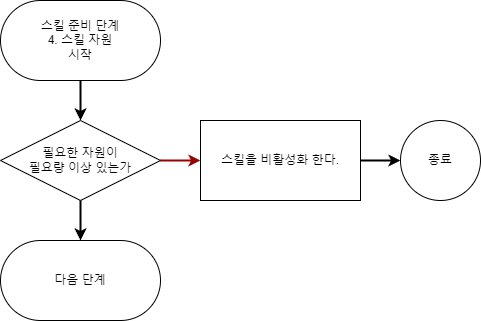 스킬 준비 단계
4. 스킬 자원
시작
필요한 자원이
필요량 이상 있는가
스킬을 비활성화 한다.
종료
다음 단계